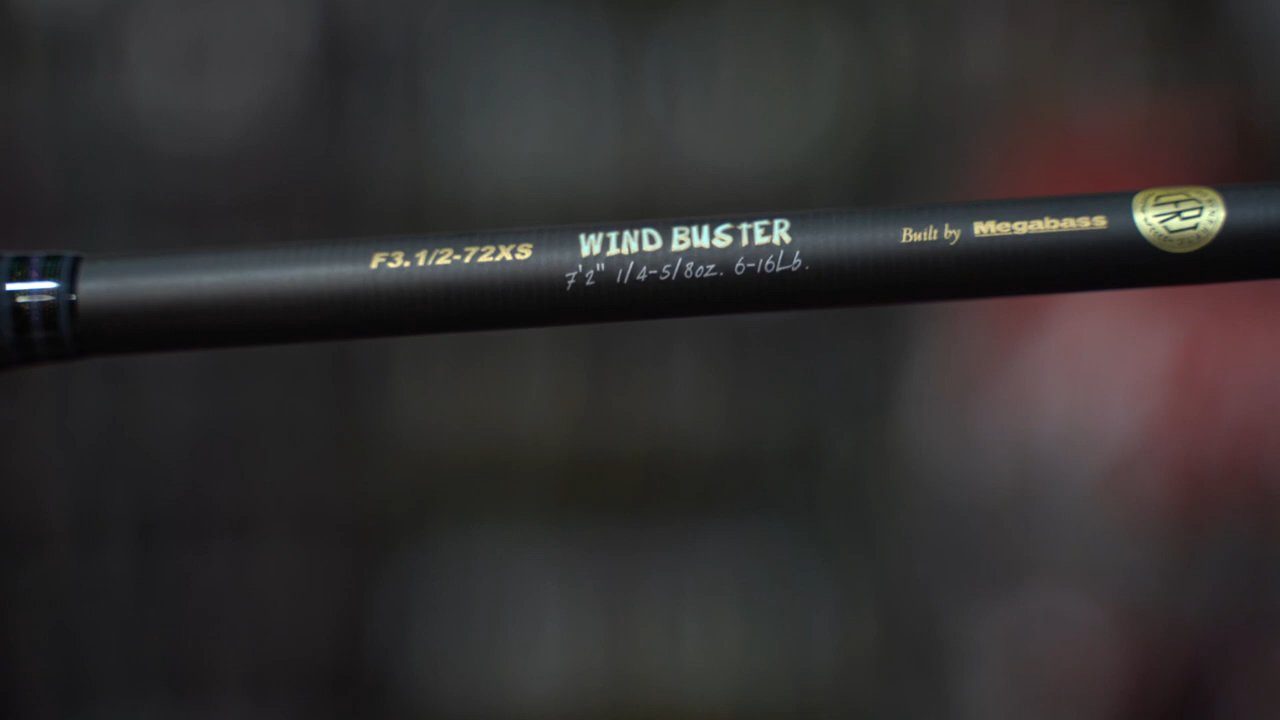 F3.1/2-72XS
WIND BUSTER
7'2" 1/4-5/8oz. 6-16Lb.
Built by Megabass